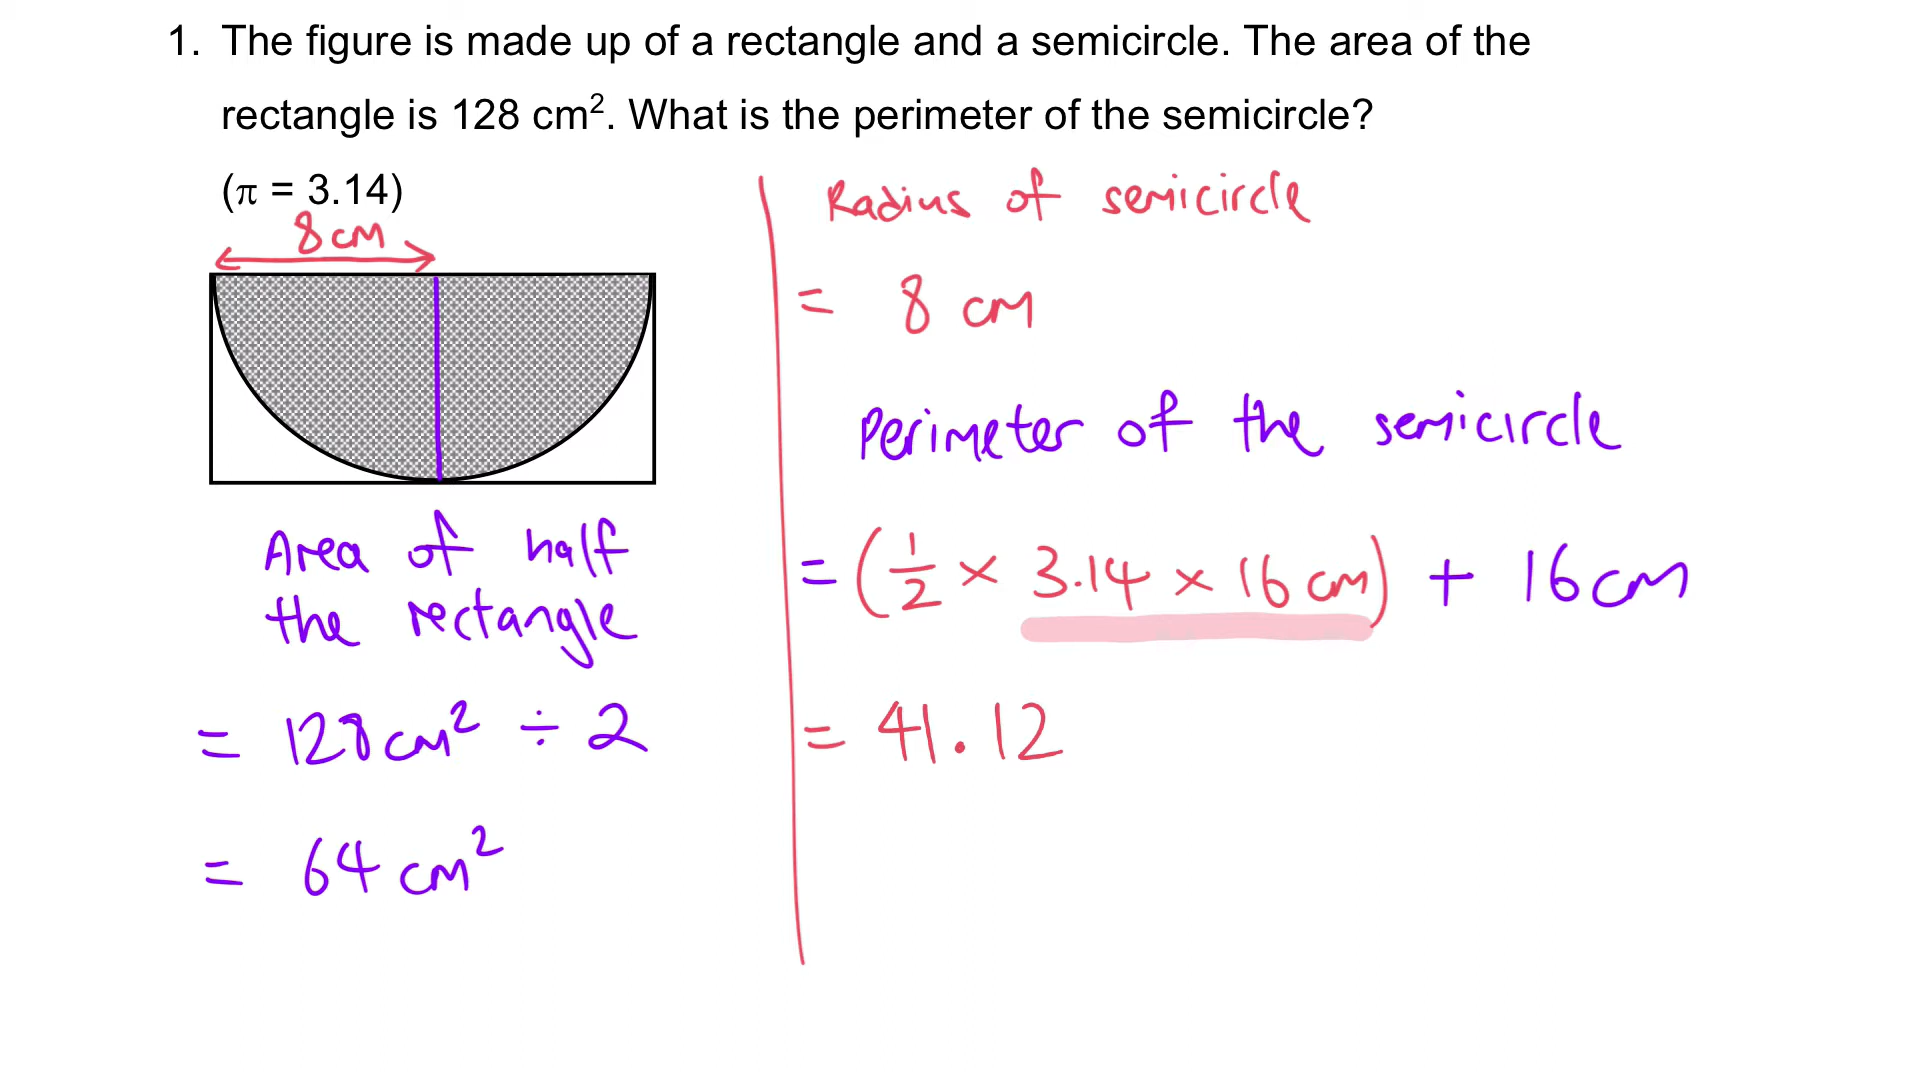 1. The figure is made up of a rectangle and a semicircle. The area of the
rectangle is 128 cm². What is the perimeter of the semicircle?
(π = 3.14)
8 cm
Area of half
the rectangle
= 128 cm² ÷ 2
= 64 cm²
Radius of semicircle
= 8 cm
Perimeter of the semicircle
= (1/2 × 3.14 × 16 cm) + 16 cm
= 41.12